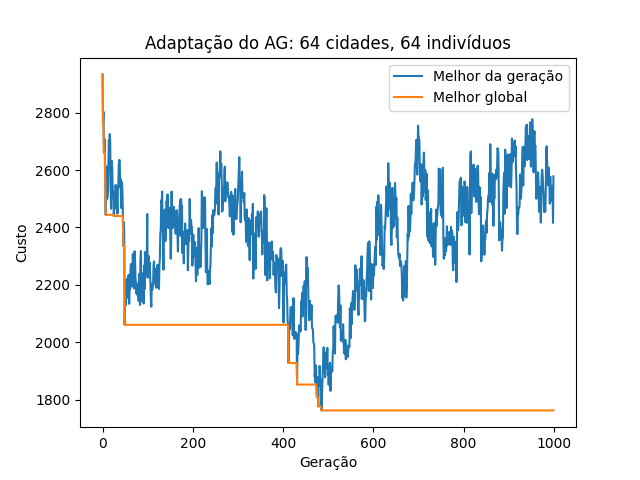 Adaptação do AG: 64 cidades, 64 indivíduos
Melhor da geração
Melhor global
Custo
2800
2600
2400
2200
2000
1800
0 200 400 600 800 1000
Geração